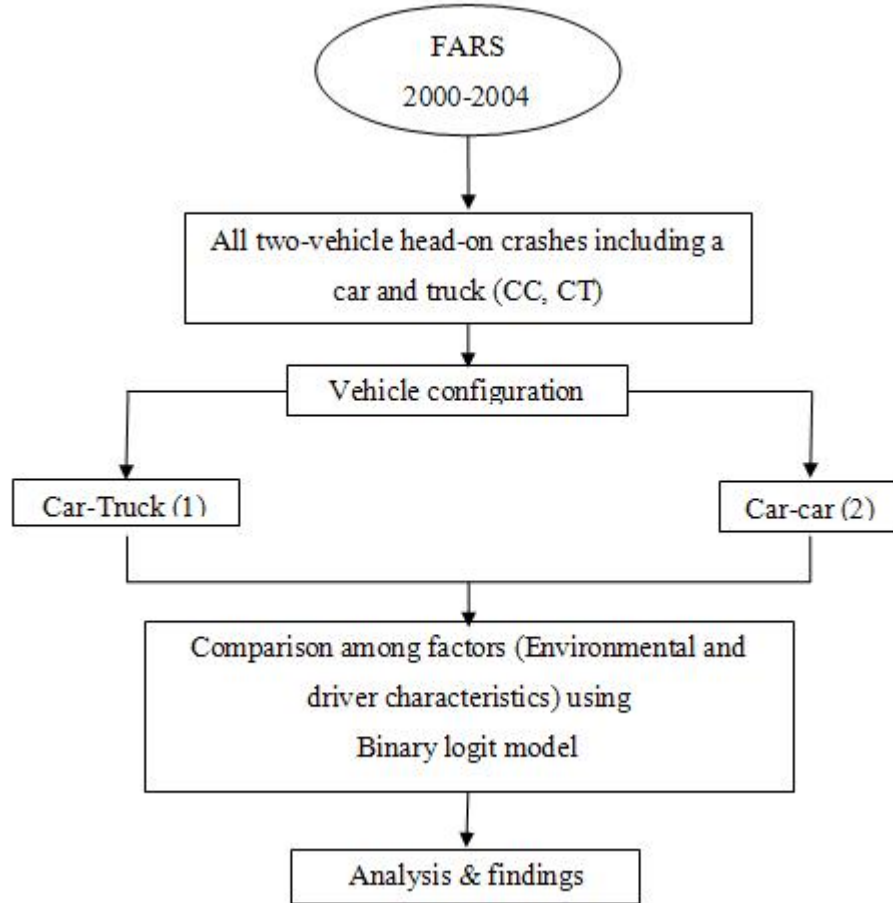 FARS
2000-2004
All two-vehicle head-on crashes including a
car and truck (CC, CT)
Vehicle configuration
Car-Truck (1)
Car-car (2)
Comparison among factors (Environmental and
driver characteristics) using
Binary logit model
Analysis & findings